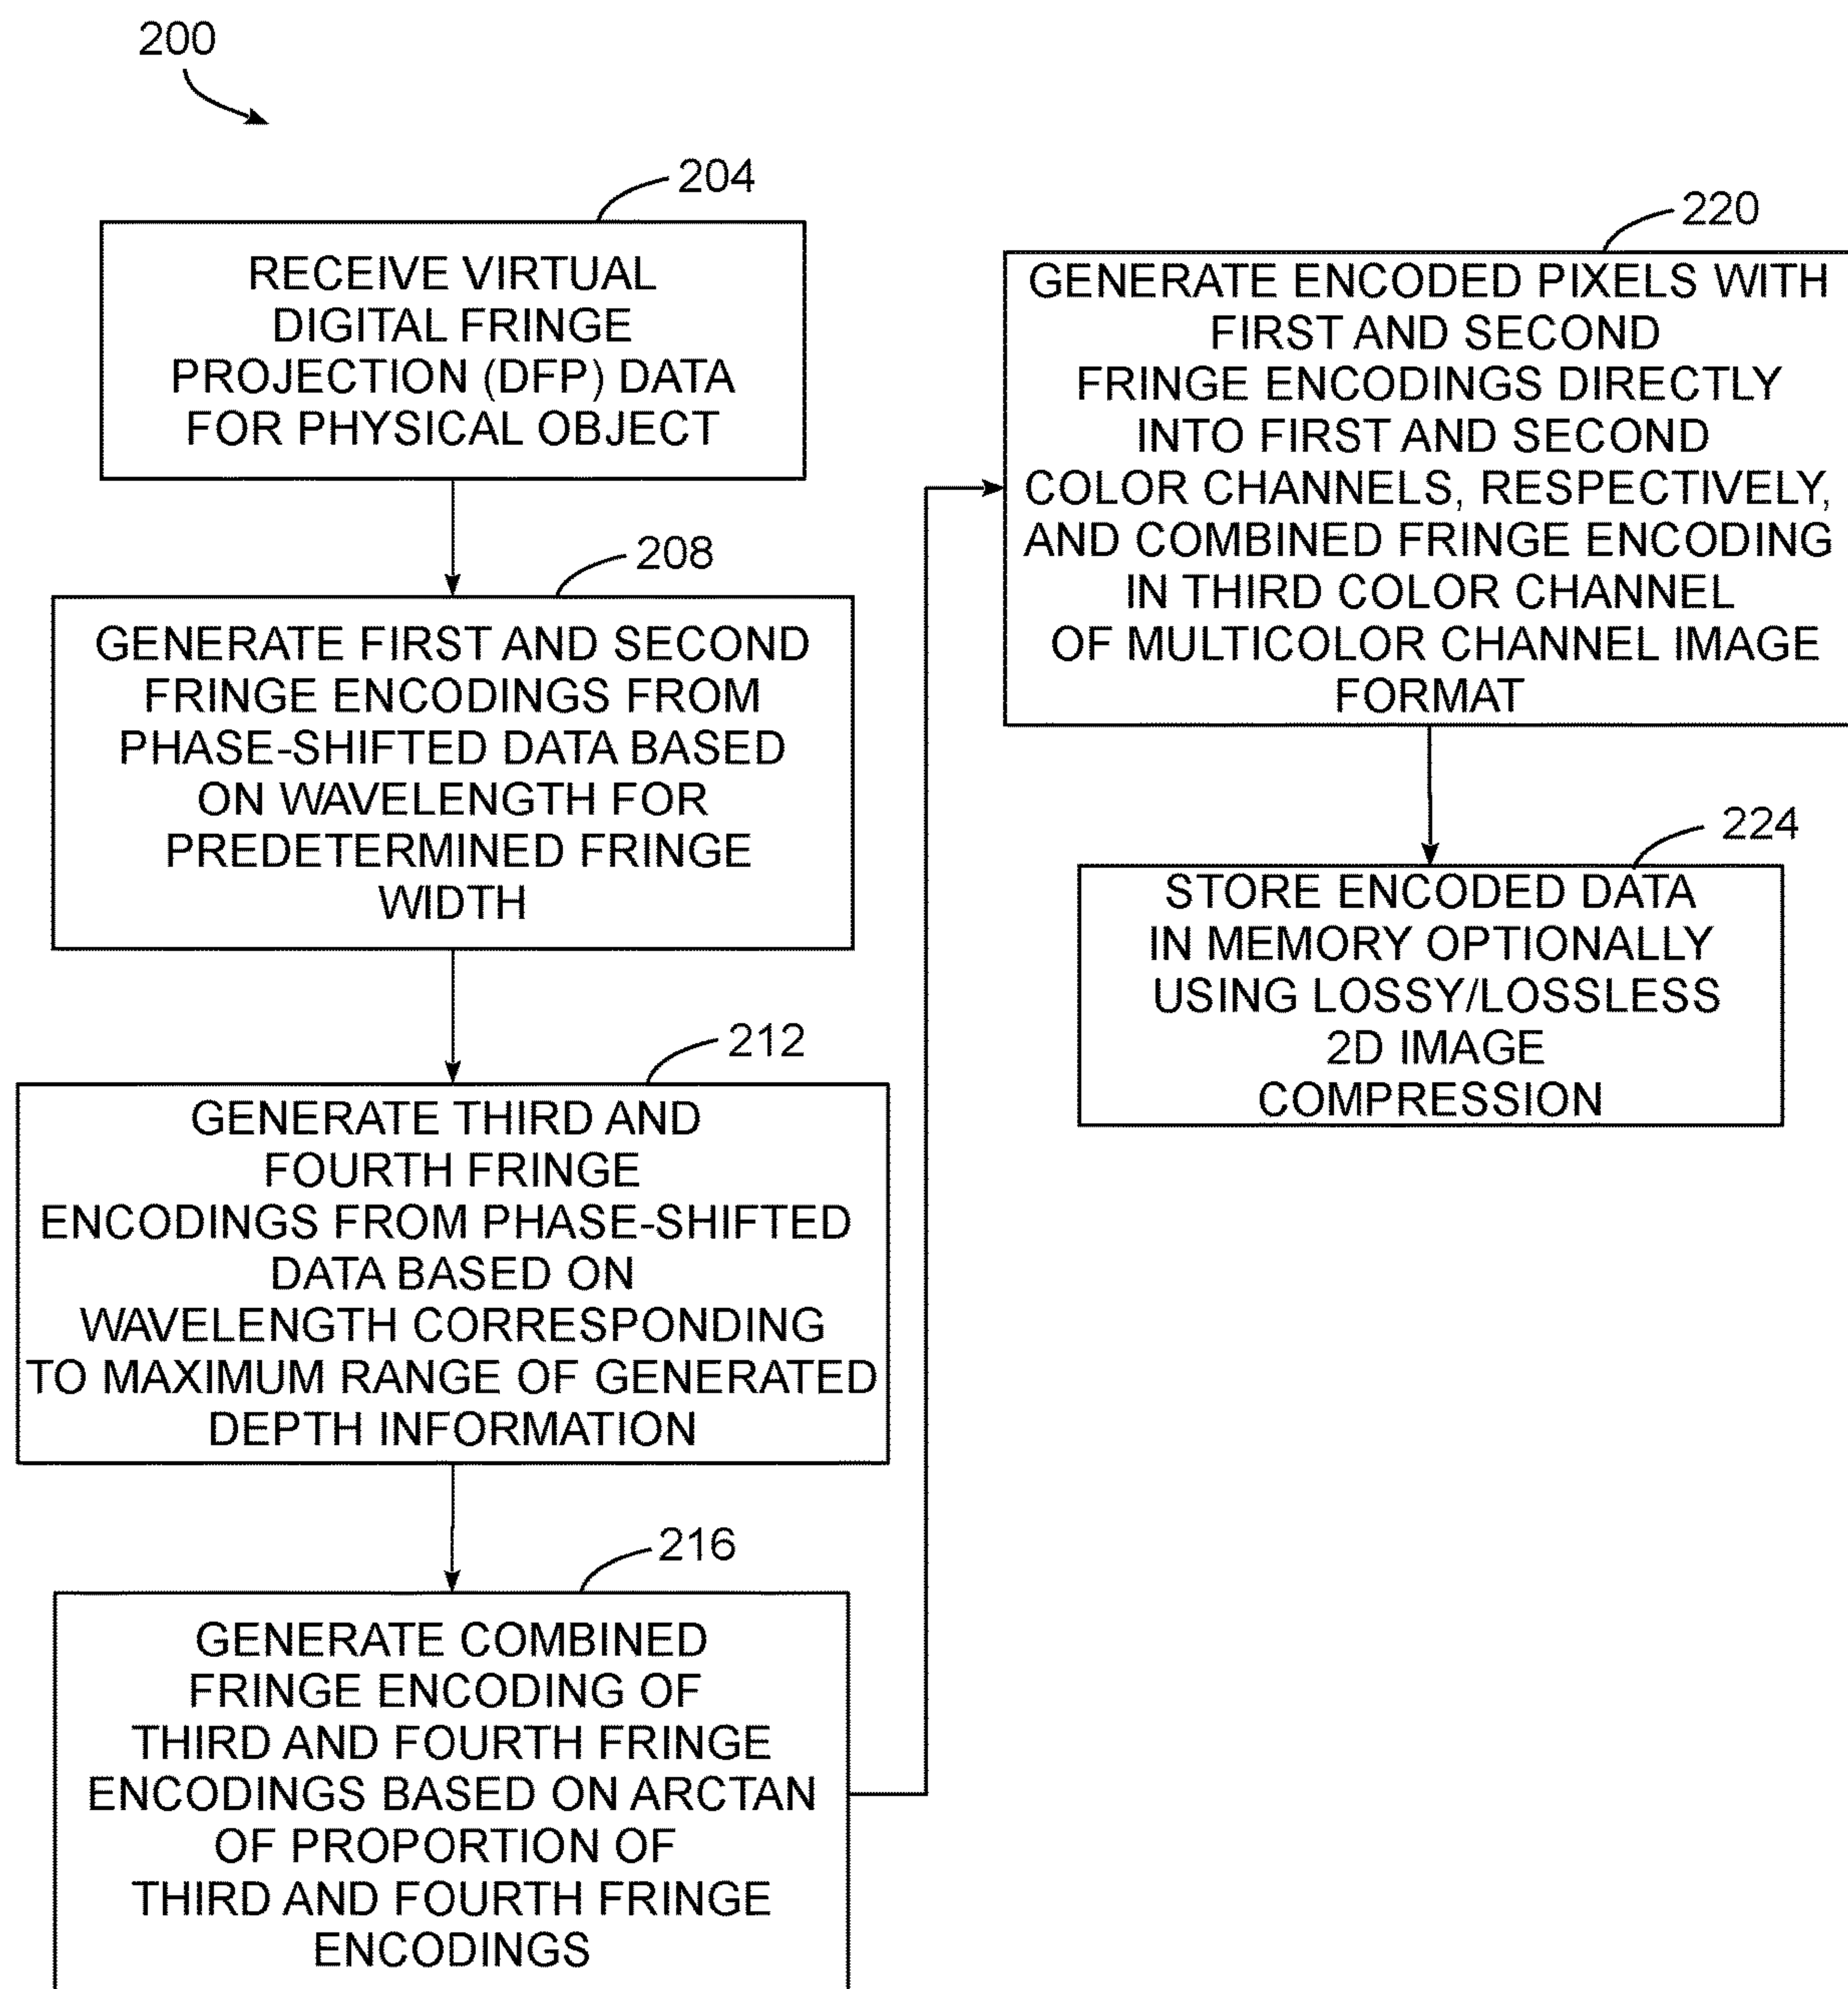 200
204
RECEIVE VIRTUAL
DIGITAL FRINGE
PROJECTION (DFP) DATA
FOR PHYSICAL OBJECT
208
GENERATE FIRST AND SECOND
FRINGE ENCODINGS FROM
PHASE-SHIFTED DATA BASED
ON WAVELENGTH FOR
PREDETERMINED FRINGE
WIDTH
212
GENERATE THIRD AND
FOURTH FRINGE
ENCODINGS FROM PHASE-SHIFTED
DATA BASED ON
WAVELENGTH CORRESPONDING
TO MAXIMUM RANGE OF GENERATED
DEPTH INFORMATION
216
GENERATE COMBINED
FRINGE ENCODING OF
THIRD AND FOURTH FRINGE
ENCODINGS BASED ON ARCTAN
OF PROPORTION OF
THIRD AND FOURTH FRINGE
ENCODINGS
220
GENERATE ENCODED PIXELS WITH
FIRST AND SECOND
FRINGE ENCODINGS DIRECTLY
INTO FIRST AND SECOND
COLOR CHANNELS, RESPECTIVELY,
AND COMBINED FRINGE ENCODING
IN THIRD COLOR CHANNEL
OF MULTICOLOR CHANNEL IMAGE
FORMAT
224
STORE ENCODED DATA
IN MEMORY OPTIONALLY
USING LOSSY/LOSSLESS
2D IMAGE
COMPRESSION